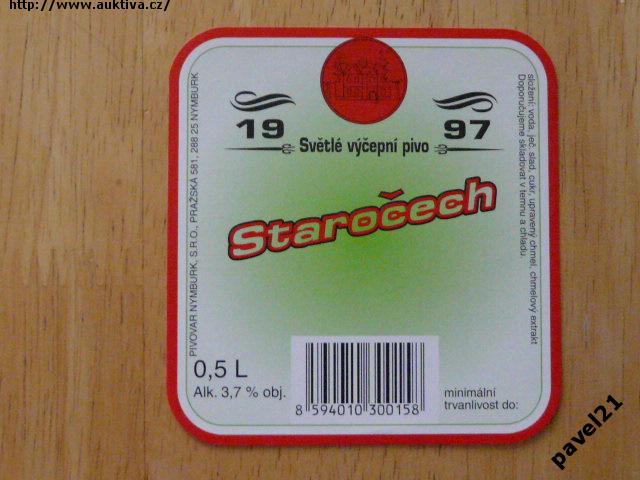 http://www.auktiva.cz/
19 97
Světlé výčepní pivo
Staročech
PIVOVAR NYMBURK, S.R.O., PRAŽSKÁ 581, 288 25 NYMBURK
složení: voda, ječ. slad, cukr, upravený chmel, chmelový extrakt
Doporučujeme skladovat v temnu a chladu.
0,5 L
Alk. 3,7 % obj.
8 594010 300158
minimální
trvanlivost do:
pavel21